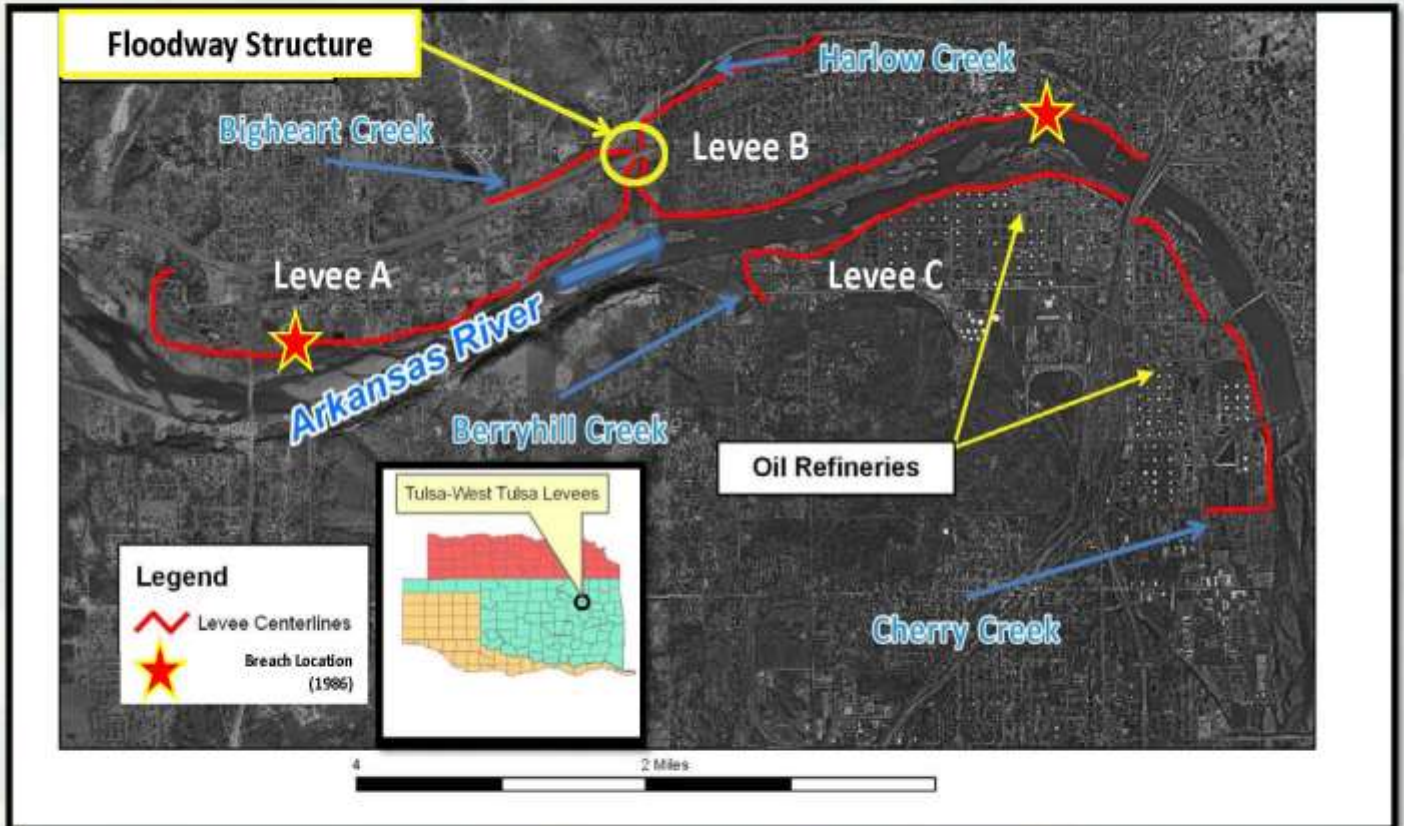 Floodway Structure
Harlow Creek
Bigheart Creek
Levee B
Levee A
Levee C
Arkansas River
Berryhill Creek
Oil Refineries
Tulsa-West Tulsa Levees
Legend
Levee Centerlines
Breach Location
(1986)
Cherry Creek
4
2 Miles